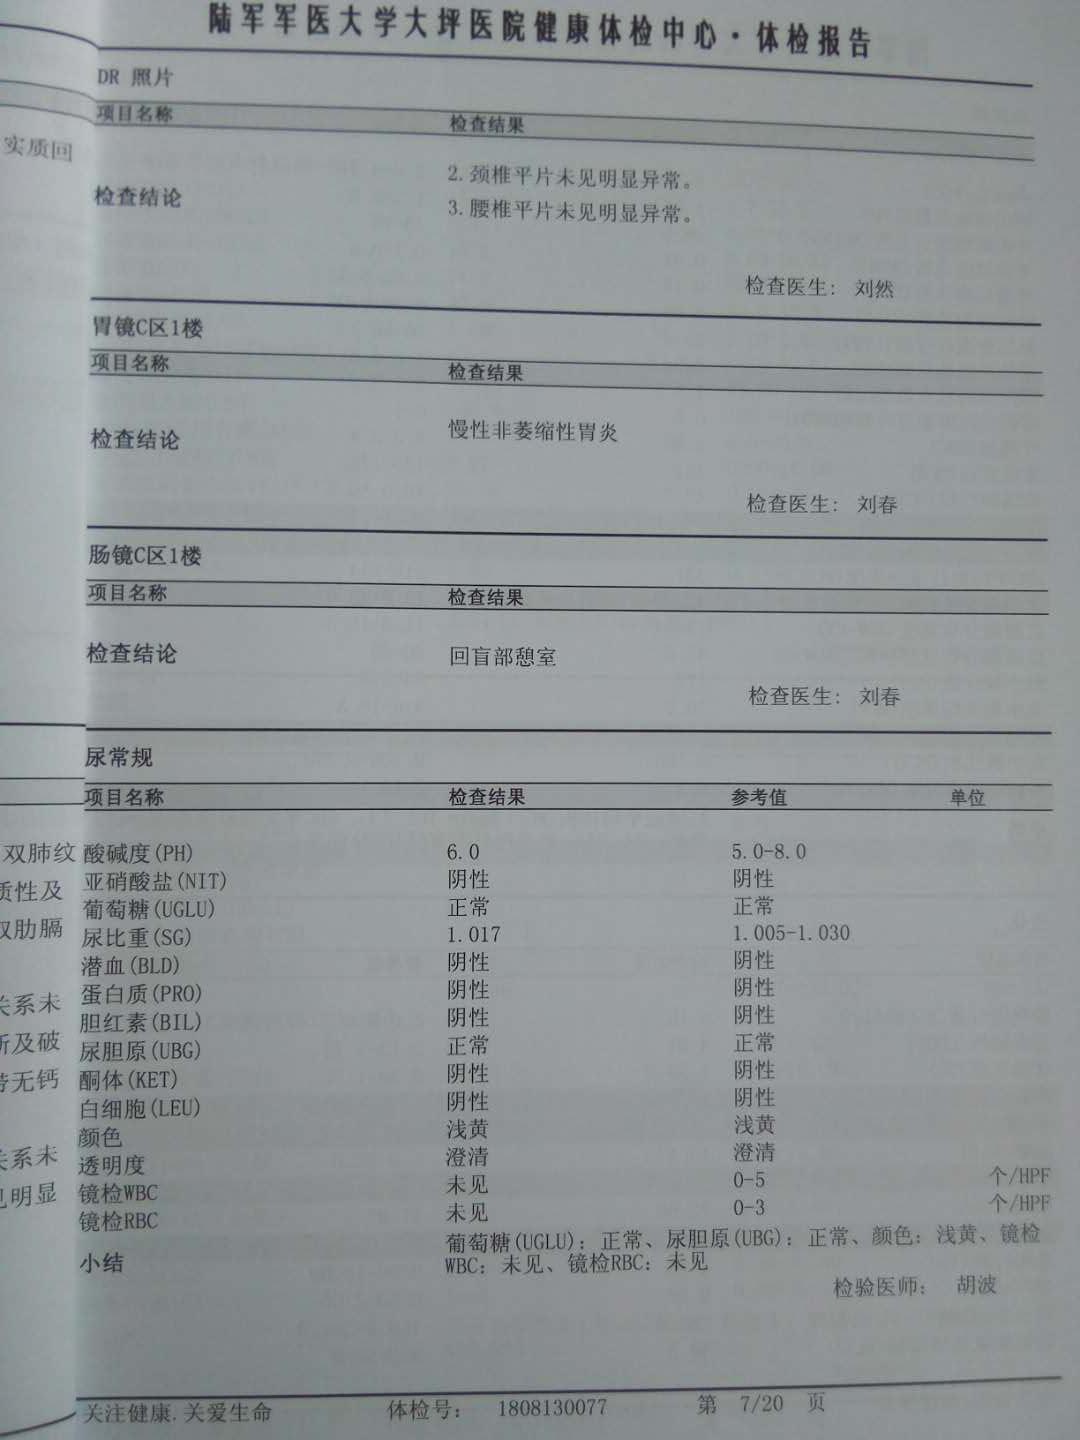 陆军军医大学大坪医院健康体检中心·体检报告
DR 照片
项目名称 检查结果
实质回
检查结论
2.颈椎平片未见明显异常。
3.腰椎平片未见明显异常。
检查医生: 刘然
胃镜C区1楼
项目名称 检查结果
检查结论 慢性非萎缩性胃炎
检查医生: 刘春
肠镜C区1楼
项目名称 检查结果
检查结论 回盲部憩室
检查医生: 刘春
尿常规
项目名称 检查结果 参考值 单位
双肺纹
质性及
双肋膈
关系未
新及破
带无钙
关系未
见明显
酸碱度(PH) 6.0 5.0-8.0
亚硝酸盐(NIT) 阴性 阴性
葡萄糖(UGLU) 正常 正常
尿比重(SG) 1.017 1.005-1.030
潜血(BLD) 阴性 阴性
蛋白质(PRO) 阴性 阴性
胆红素(BIL) 阴性 阴性
尿胆原(UBG) 正常 正常
酮体(KET) 阴性 阴性
白细胞(LEU) 阴性 阴性
颜色 浅黄 浅黄
透明度 澄清 澄清
镜检WBC 未见 0-5 个/HPF
镜检RBC 未见 0-3 个/HPF
小结 葡萄糖(UGLU): 正常、尿胆原(UBG): 正常、颜色: 浅黄、镜检
WBC: 未见、镜检RBC: 未见
检验医师: 胡波
关注健康.关爱生命 体检号: 1808130077 第 7/20 页